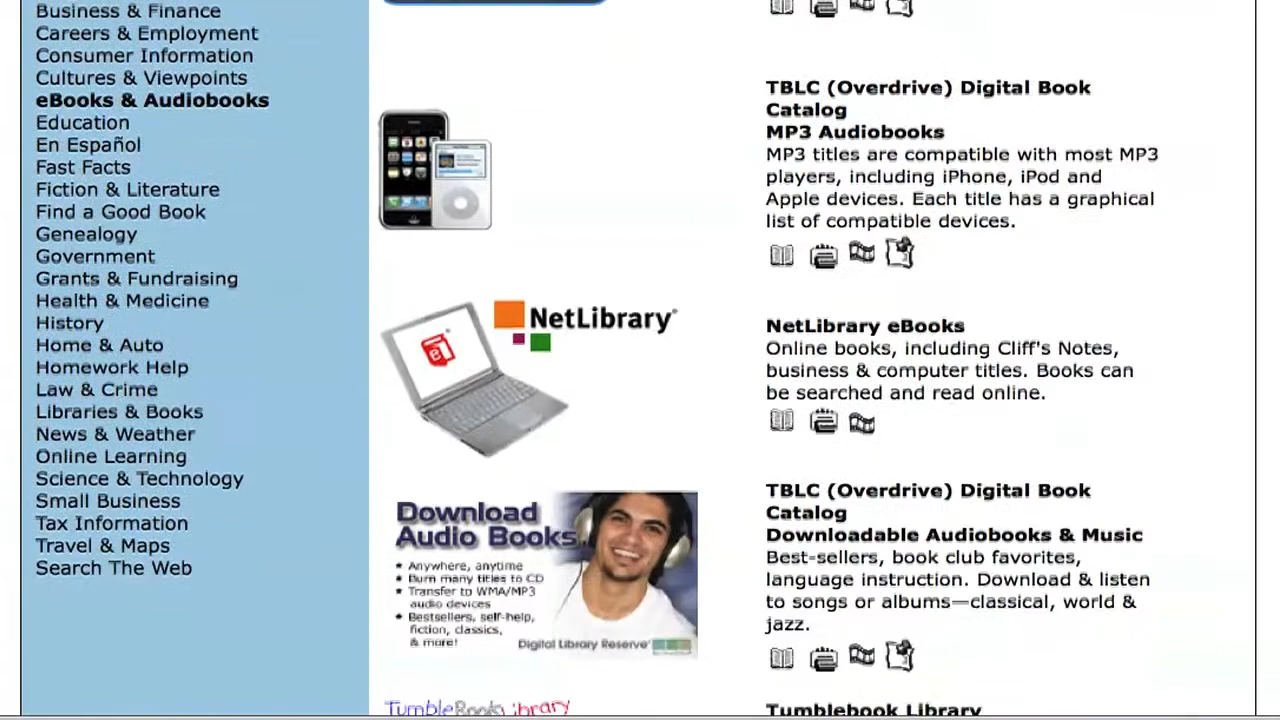 Business & Finance
Careers & Employment
Consumer Information
Cultures & Viewpoints
eBooks & Audiobooks
Education
En Español
Fast Facts
Fiction & Literature
Find a Good Book
Genealogy
Government
Grants & Fundraising
Health & Medicine
History
Home & Auto
Homework Help
Law & Crime
Libraries & Books
News & Weather
Online Learning
Science & Technology
Small Business
Tax Information
Travel & Maps
Search The Web
TBLC (Overdrive) Digital Book
Catalog
MP3 Audiobooks
MP3 titles are compatible with most MP3
players, including iPhone, iPod and
Apple devices. Each title has a graphical
list of compatible devices.
NetLibrary®
NetLibrary eBooks
Online books, including Cliff's Notes,
business & computer titles. Books can
be searched and read online.
Download
Audio Books
★ Anywhere, anytime
★ Burn many titles to CD
★ Transfer to WMA/MP3
audio devices
★ Bestsellers, self-help,
fiction, classics,
& more!
Digital Library Reserve
TBLC (Overdrive) Digital Book
Catalog
Downloadable Audiobooks & Music
Best-sellers, book club favorites,
language instruction. Download & listen
to songs or albums—classical, world &
jazz.
TumbleBookLibrary
Tumblebook Library